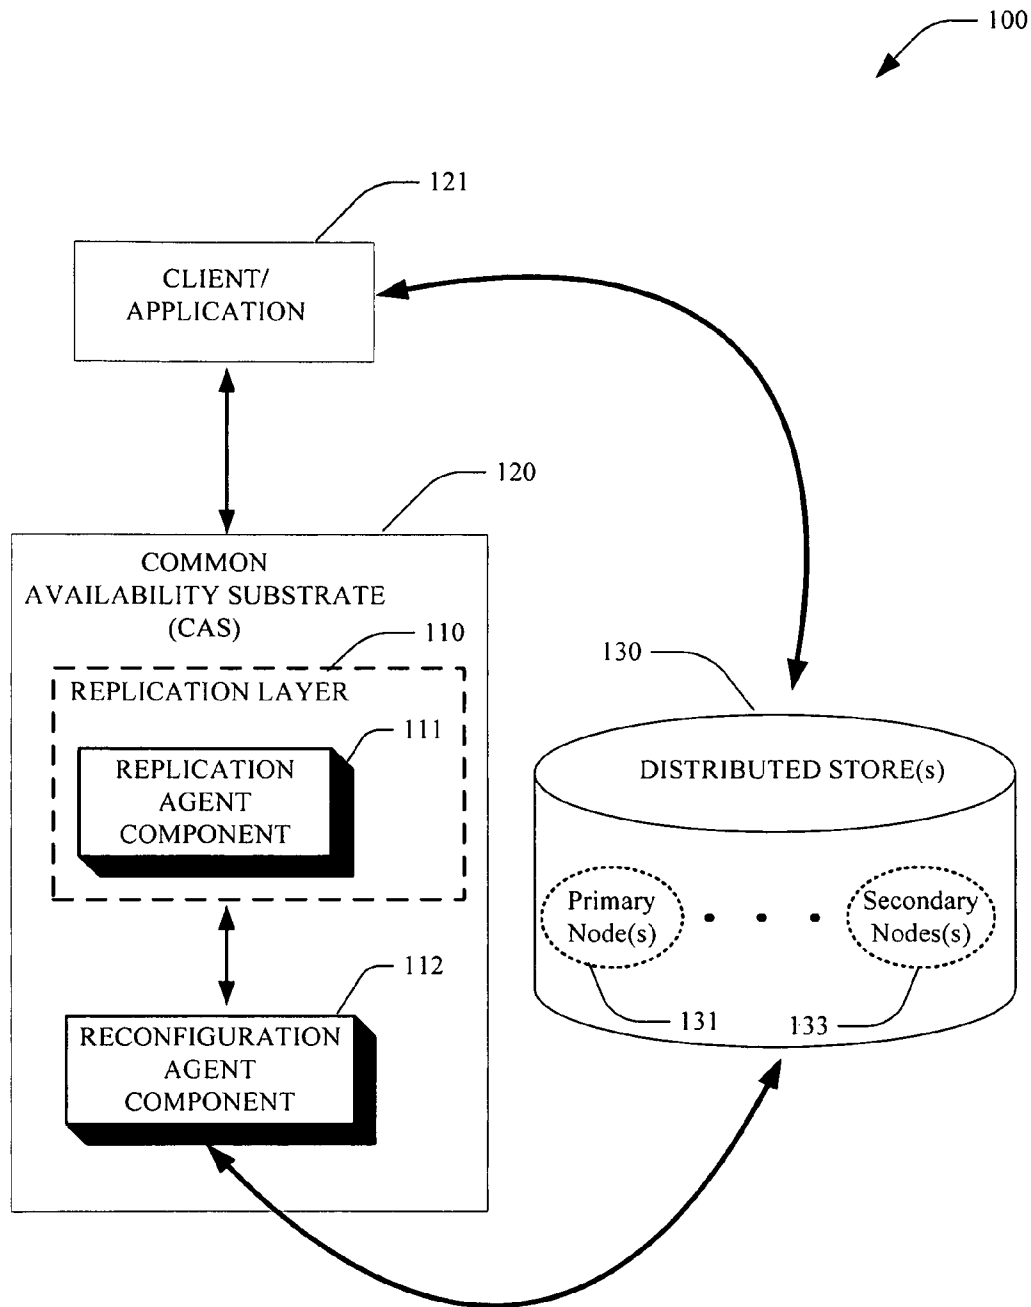 100
121
CLIENT/
APPLICATION
120
COMMON
AVAILABILITY SUBSTRATE
(CAS)
110
REPLICATION LAYER
111
REPLICATION
AGENT
COMPONENT
112
RECONFIGURATION
AGENT
COMPONENT
130
DISTRIBUTED STORE(s)
Primary
Node(s)
Secondary
Nodes(s)
131
133